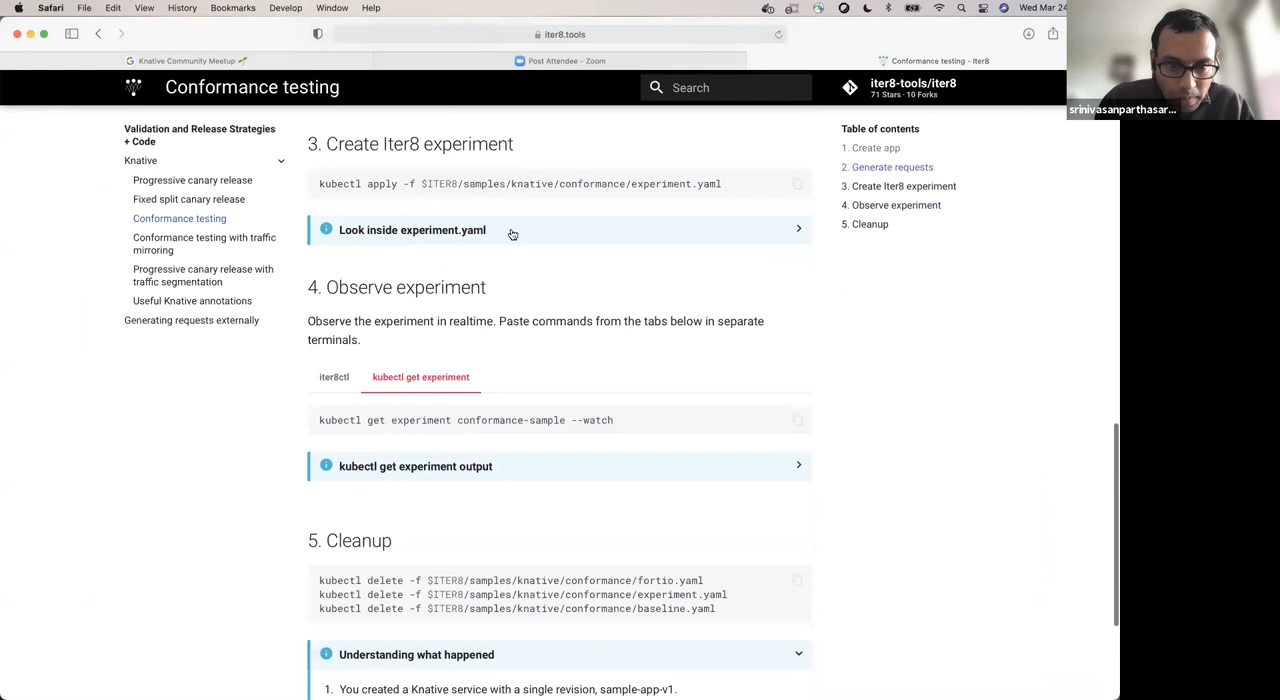 Safari File Edit View History Bookmarks Develop Window Help
Wed Mar 24
iter8.tools
Knative Community Meetup 🌱
Post Attendee - Zoom
Conformance testing - Iter8
srinivasanparthasar...
Conformance testing
Search
iter8-tools/iter8
71 Stars · 10 Forks
Validation and Release Strategies
+ Code
Knative
Progressive canary release
Fixed split canary release
Conformance testing
Conformance testing with traffic
mirroring
Progressive canary release with
traffic segmentation
Useful Knative annotations
Generating requests externally
3. Create Iter8 experiment
kubectl apply -f $ITER8/samples/knative/conformance/experiment.yaml
Look inside experiment.yaml
4. Observe experiment
Observe the experiment in realtime. Paste commands from the tabs below in separate
terminals.
iter8ctl
kubectl get experiment
kubectl get experiment conformance-sample --watch
kubectl get experiment output
5. Cleanup
kubectl delete -f $ITER8/samples/knative/conformance/fortio.yaml
kubectl delete -f $ITER8/samples/knative/conformance/experiment.yaml
kubectl delete -f $ITER8/samples/knative/conformance/baseline.yaml
Understanding what happened
1. You created a Knative service with a single revision, sample-app-v1.
Table of contents
1. Create app
2. Generate requests
3. Create Iter8 experiment
4. Observe experiment
5. Cleanup